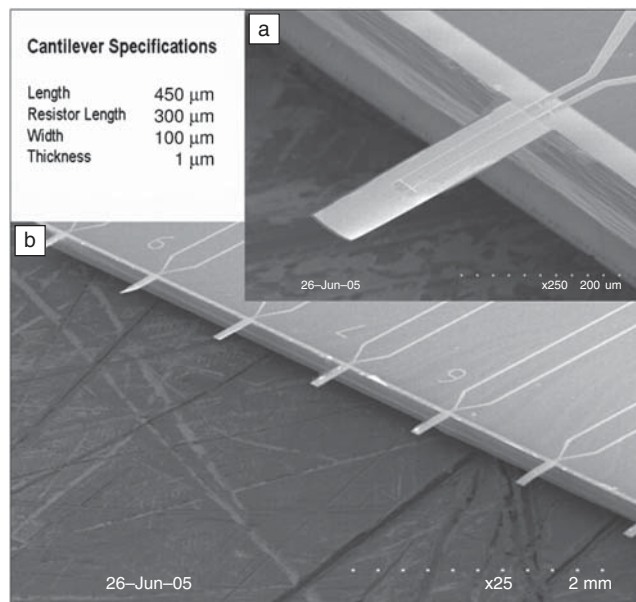 Cantilever Specifications
Length 450 µm
Resistor Length 300 µm
Width 100 µm
Thickness 1 µm
a
26–Jun–05 x250 200 um
b
9
7
6
26–Jun–05 x25 2 mm